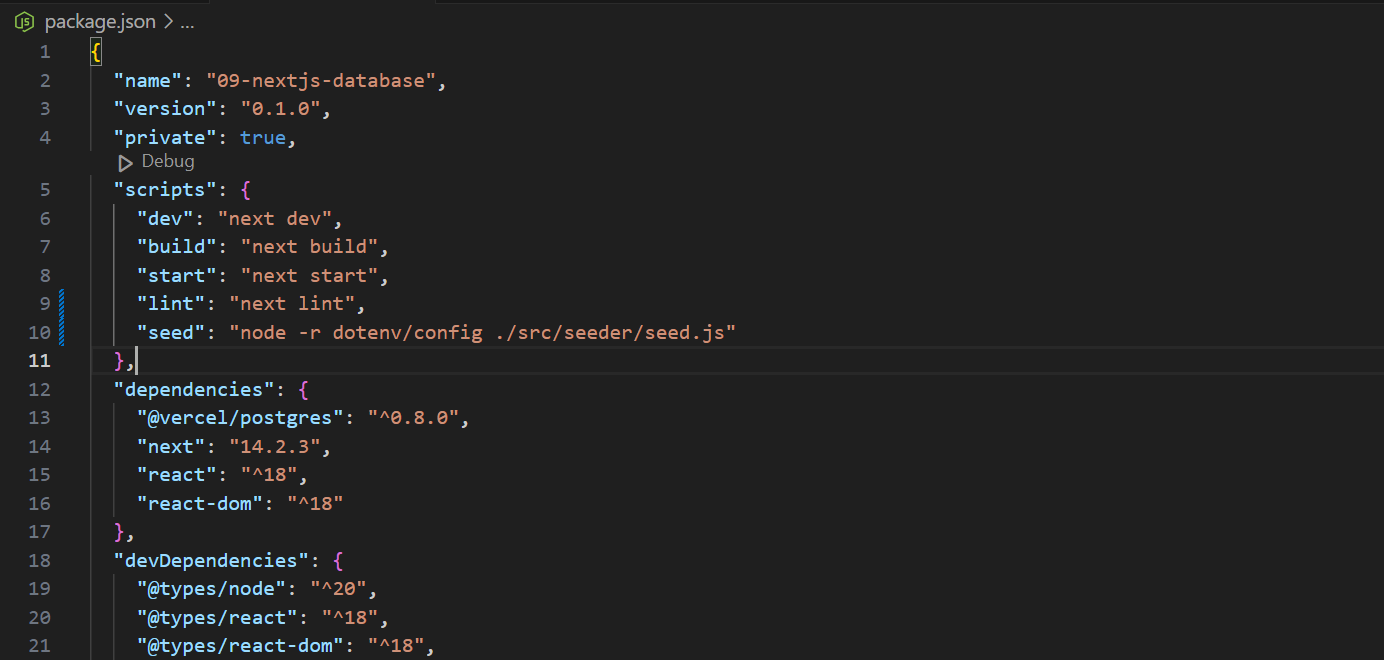 package.json > ...
1 {
2 "name": "09-nextjs-database",
3 "version": "0.1.0",
4 "private": true,
Debug
5 "scripts": {
6 "dev": "next dev",
7 "build": "next build",
8 "start": "next start",
9 "lint": "next lint",
10 "seed": "node -r dotenv/config ./src/seeder/seed.js"
11 },
12 "dependencies": {
13 "@vercel/postgres": "^0.8.0",
14 "next": "14.2.3",
15 "react": "^18",
16 "react-dom": "^18"
17 },
18 "devDependencies": {
19 "@types/node": "^20",
20 "@types/react": "^18",
21 "@types/react-dom": "^18",